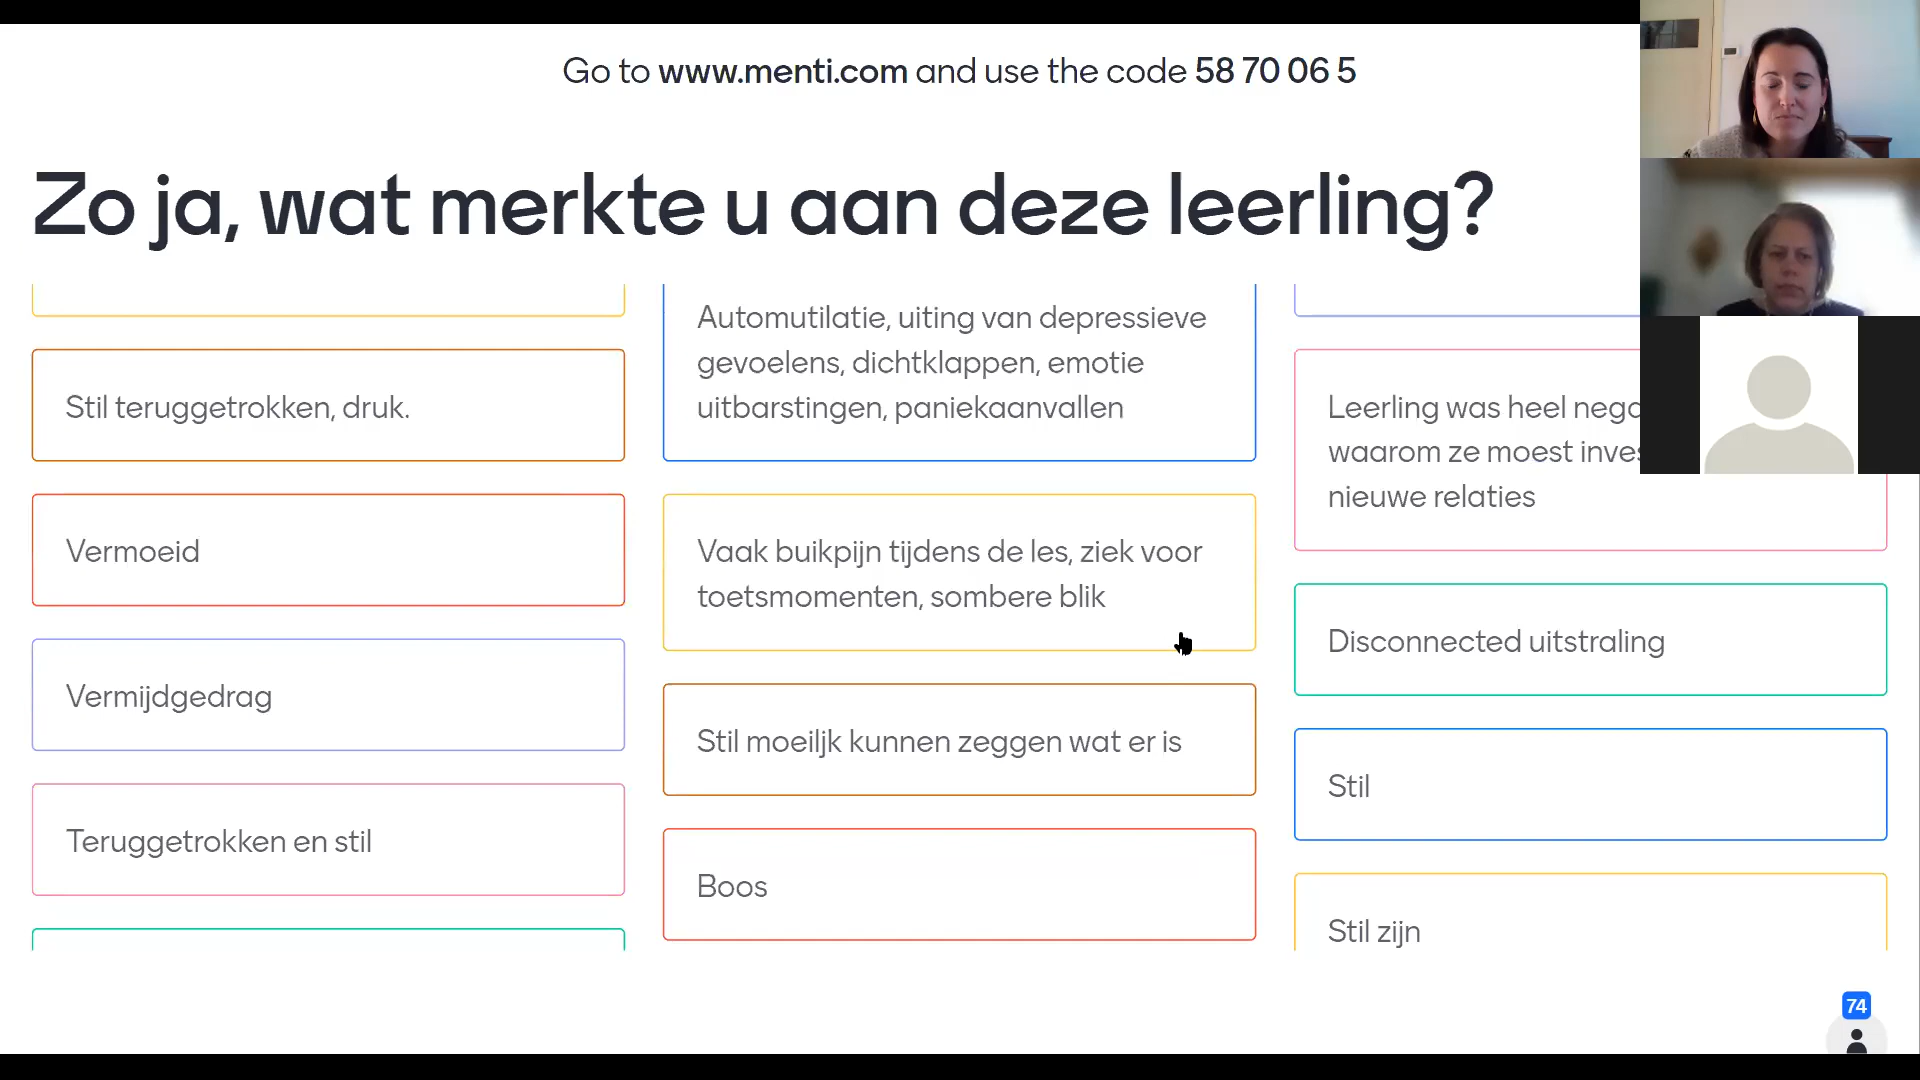 Go to www.menti.com and use the code 58 70 06 5
Zo ja, wat merkte u aan deze leerling?
Stil teruggetrokken, druk.
Vermoeid
Vermijdgedrag
Teruggetrokken en stil
Automutilatie, uiting van depressieve
gevoelens, dichtklappen, emotie
uitbarstingen, paniekaanvallen
Vaak buikpijn tijdens de les, ziek voor
toetsmomenten, sombere blik
Stil moeiljk kunnen zeggen wat er is
Boos
Leerling was heel
waarom ze moest
nieuwe relaties
Disconnected uitstraling
Stil
Stil zijn
74